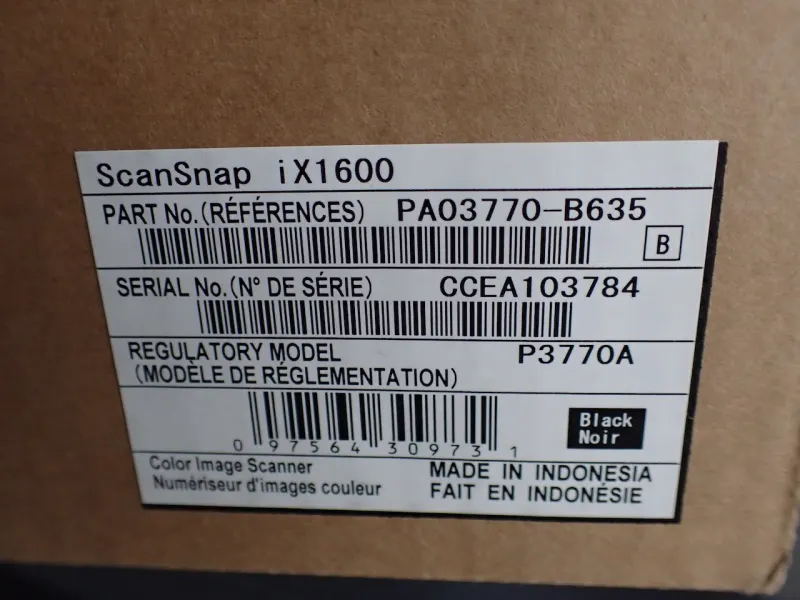 ScanSnap iX1600
PART No.(RÉFÉRENCES) PA03770-B635
B
SERIAL No.(N° DE SÉRIE) CCEA103784
REGULATORY MODEL P3770A
(MODÈLE DE RÉGLEMENTATION)
Black
Noir
0 97564 30973 1
Color Image Scanner MADE IN INDONESIA
Numériseur d'images couleur FAIT EN INDONÉSIE